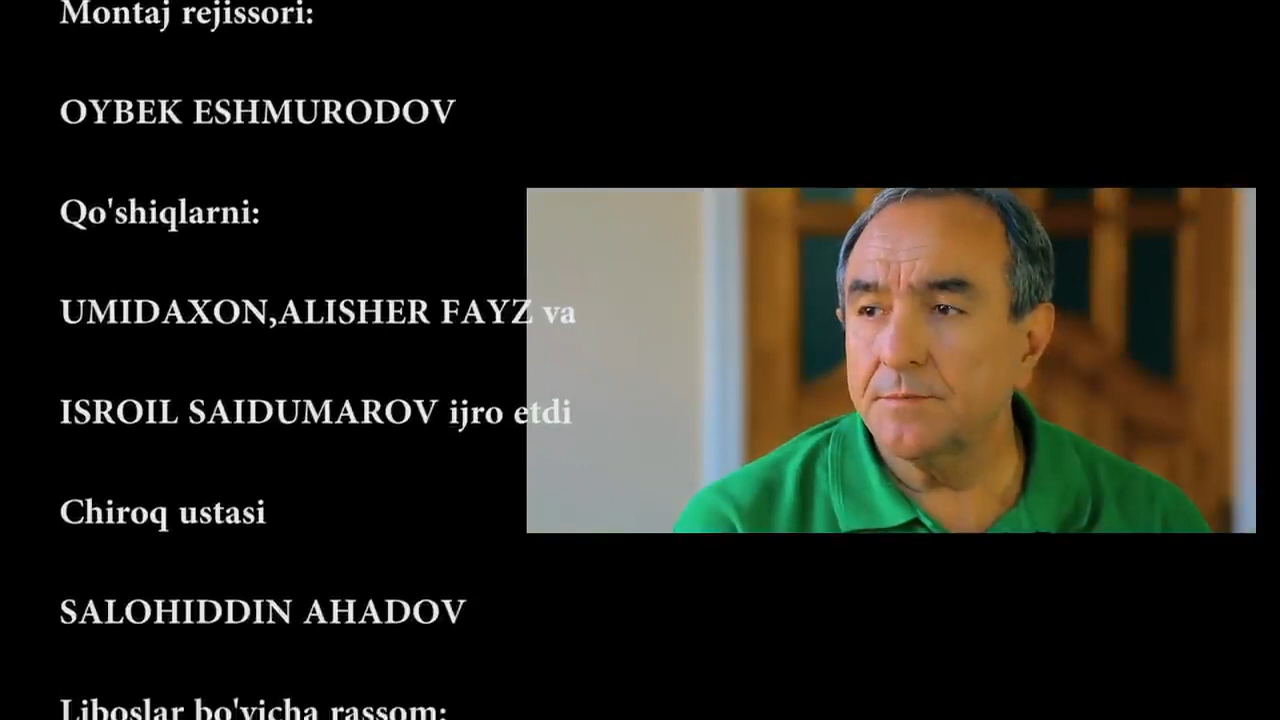 Montaj rejissori:
OYBEK ESHMURODOV
Qo'shiqlarni:
UMIDAXON,ALISHER FAYZ va
ISROIL SAIDUMAROV ijro etdi
Chiroq ustasi
SALOHIDDIN AHADOV
Liboslar bo'yicha rassom: